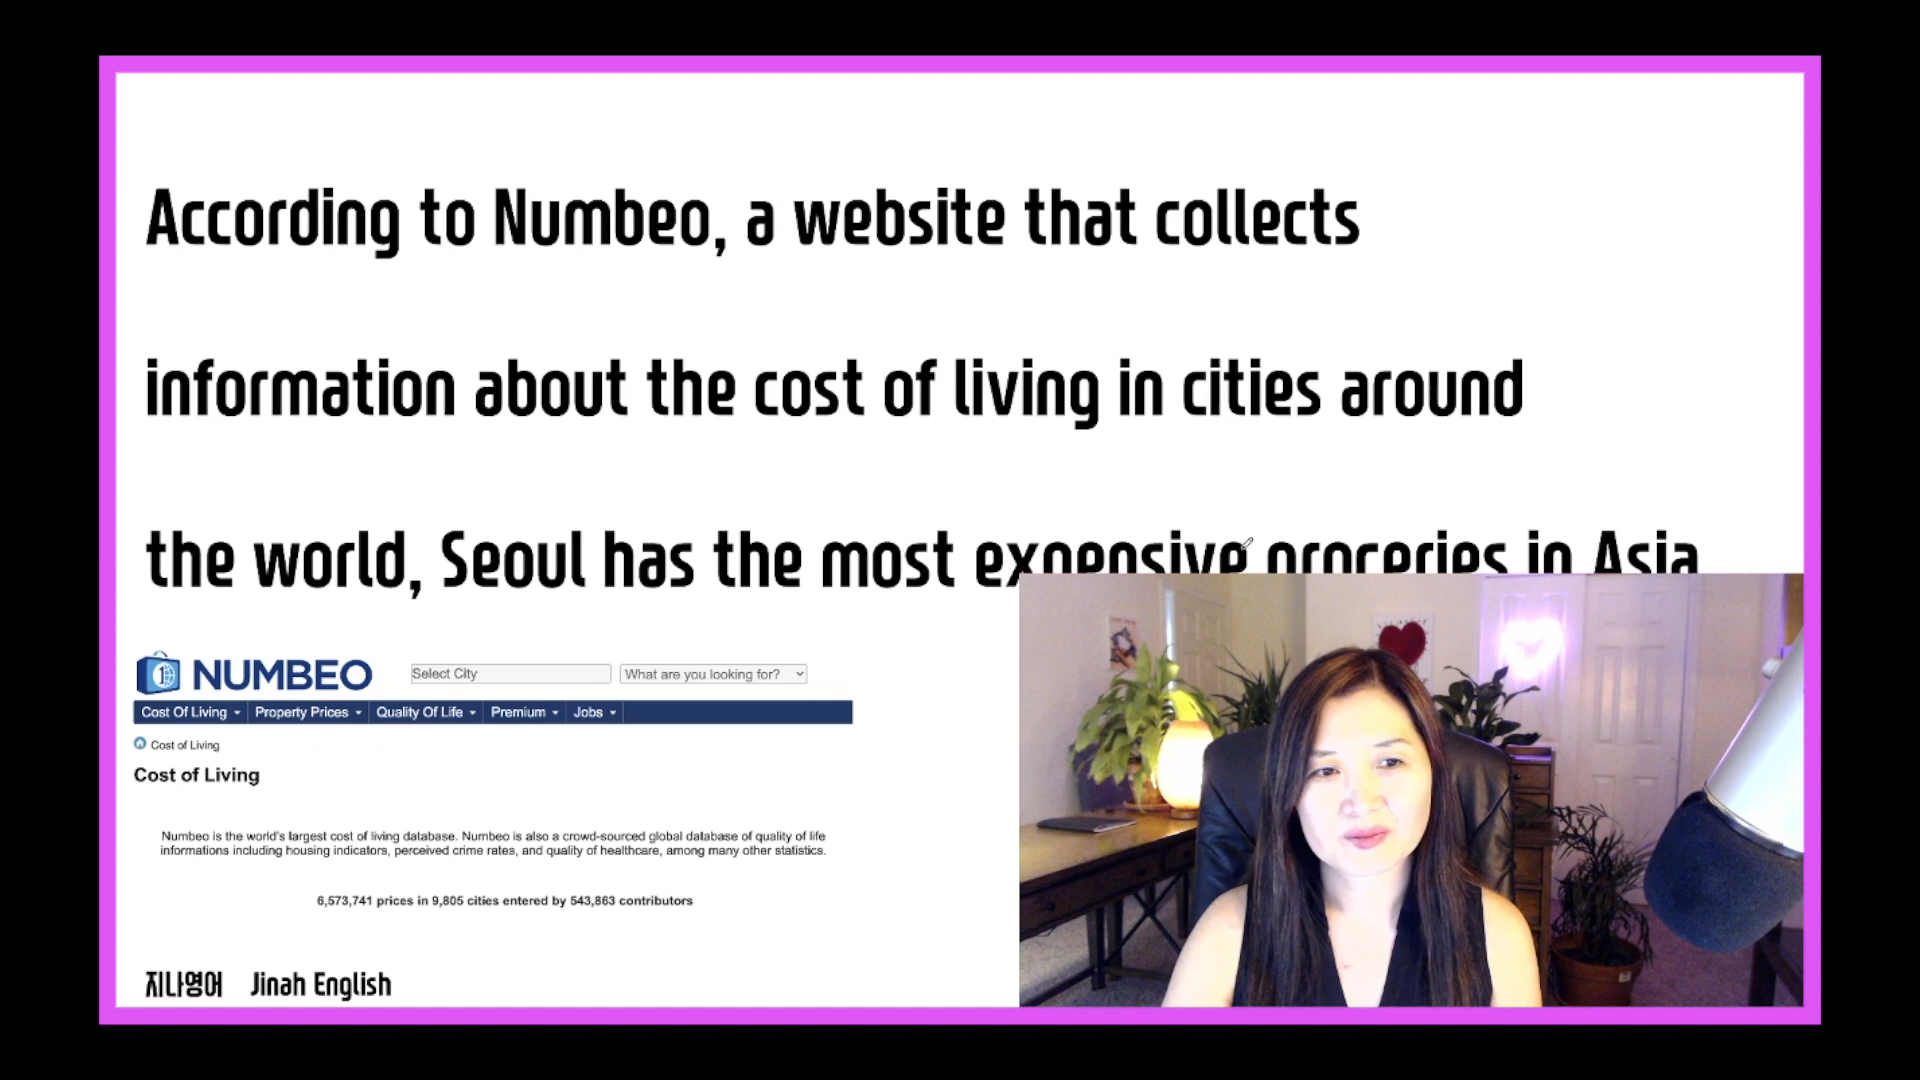 According to Numbeo, a website that collects
information about the cost of living in cities around
the world, Seoul has the most expensive groceries in Asia
NUMBEO
Select City
What are you looking for?
Cost Of Living Property Prices Quality Of Life Premium Jobs
Cost of Living
Cost of Living
Numbeo is the world's largest cost of living database. Numbeo is also a crowd-sourced global database of quality of life
informations including housing indicators, perceived crime rates, and quality of healthcare, among many other statistics.
6,573,741 prices in 9,805 cities entered by 543,863 contributors
지나영어 Jinah English